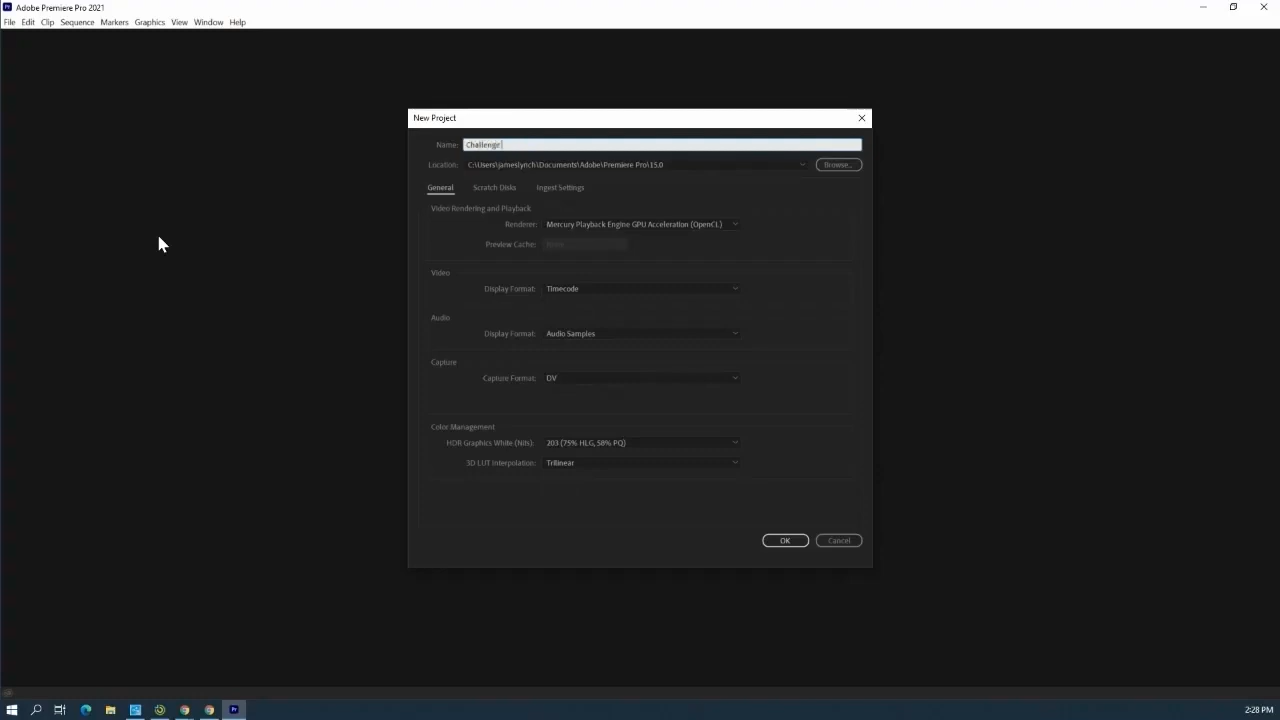 Adobe Premiere Pro 2021
File Edit Clip Sequence Markers Graphics View Window Help
New Project
Name: Challenge
Location: C:\Users\jameslynch\Documents\Adobe\Premiere Pro\15.0 Browse...
General Scratch Disks Ingest Settings
Video Rendering and Playback
Renderer: Mercury Playback Engine GPU Acceleration (OpenCL)
Preview Cache: None
Video
Display Format: Timecode
Audio
Display Format: Audio Samples
Capture
Capture Format: DV
Color Management
HDR Graphics White (Nits): 203 (75% HLG, 58% PQ)
3D LUT Interpolation: Trilinear
OK Cancel
Pr
2:28 PM